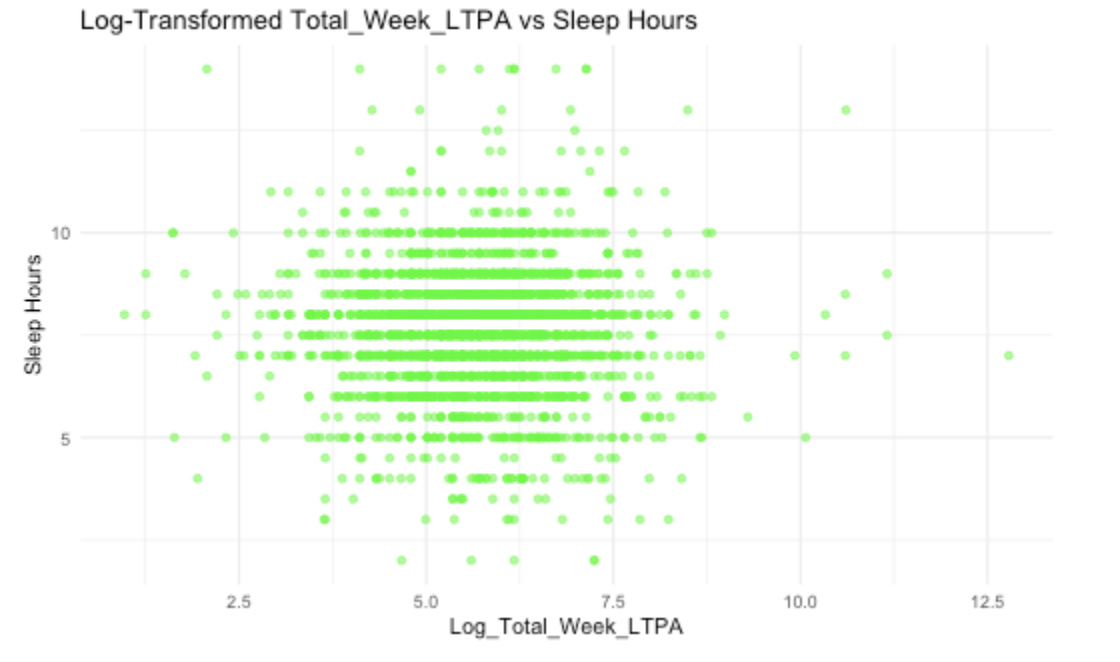 Log-Transformed Total_Week_LTPA vs Sleep Hours
10
Sleep Hours
5
2.5 5.0 7.5 10.0 12.5
Log_Total_Week_LTPA